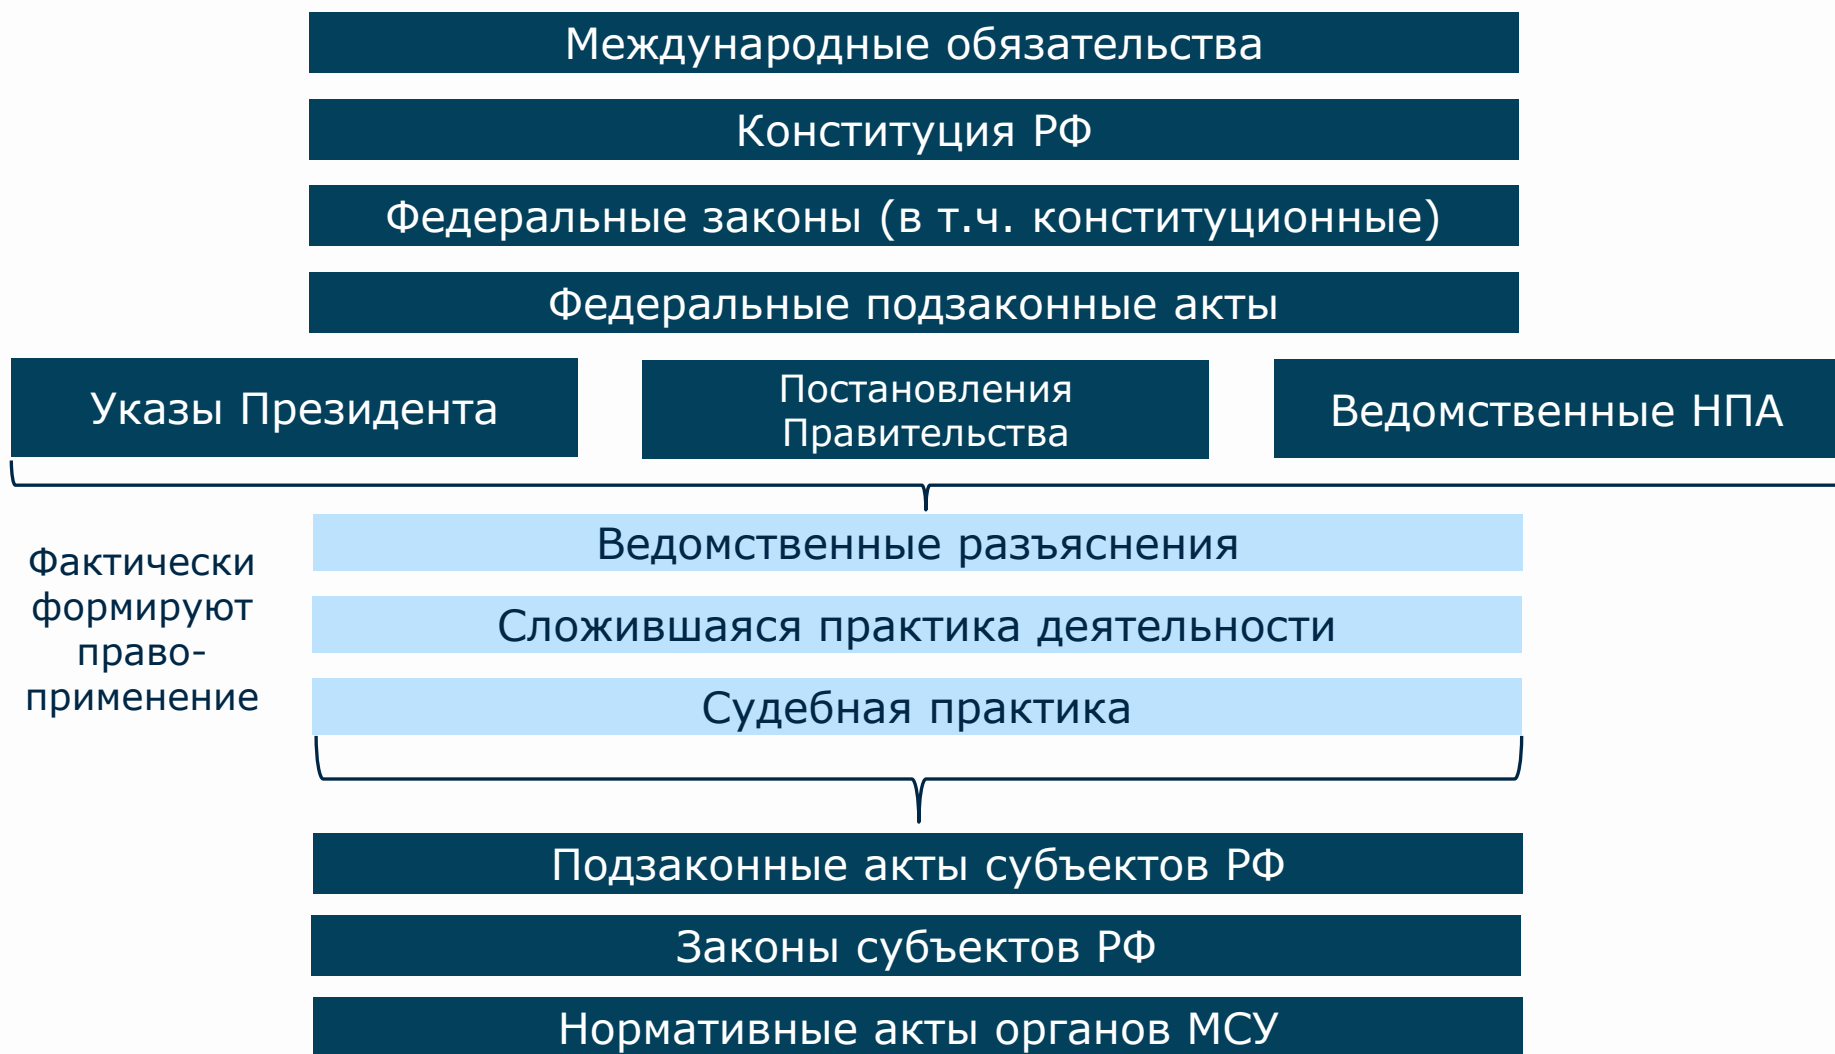 Международные обязательства
Конституция РФ
Федеральные законы (в т.ч. конституционные)
Федеральные подзаконные акты
Указы Президента
Постановления
Правительства
Ведомственные НПА
Фактически
формируют
право-
применение
Ведомственные разъяснения
Сложившаяся практика деятельности
Судебная практика
Подзаконные акты субъектов РФ
Законы субъектов РФ
Нормативные акты органов МСУ